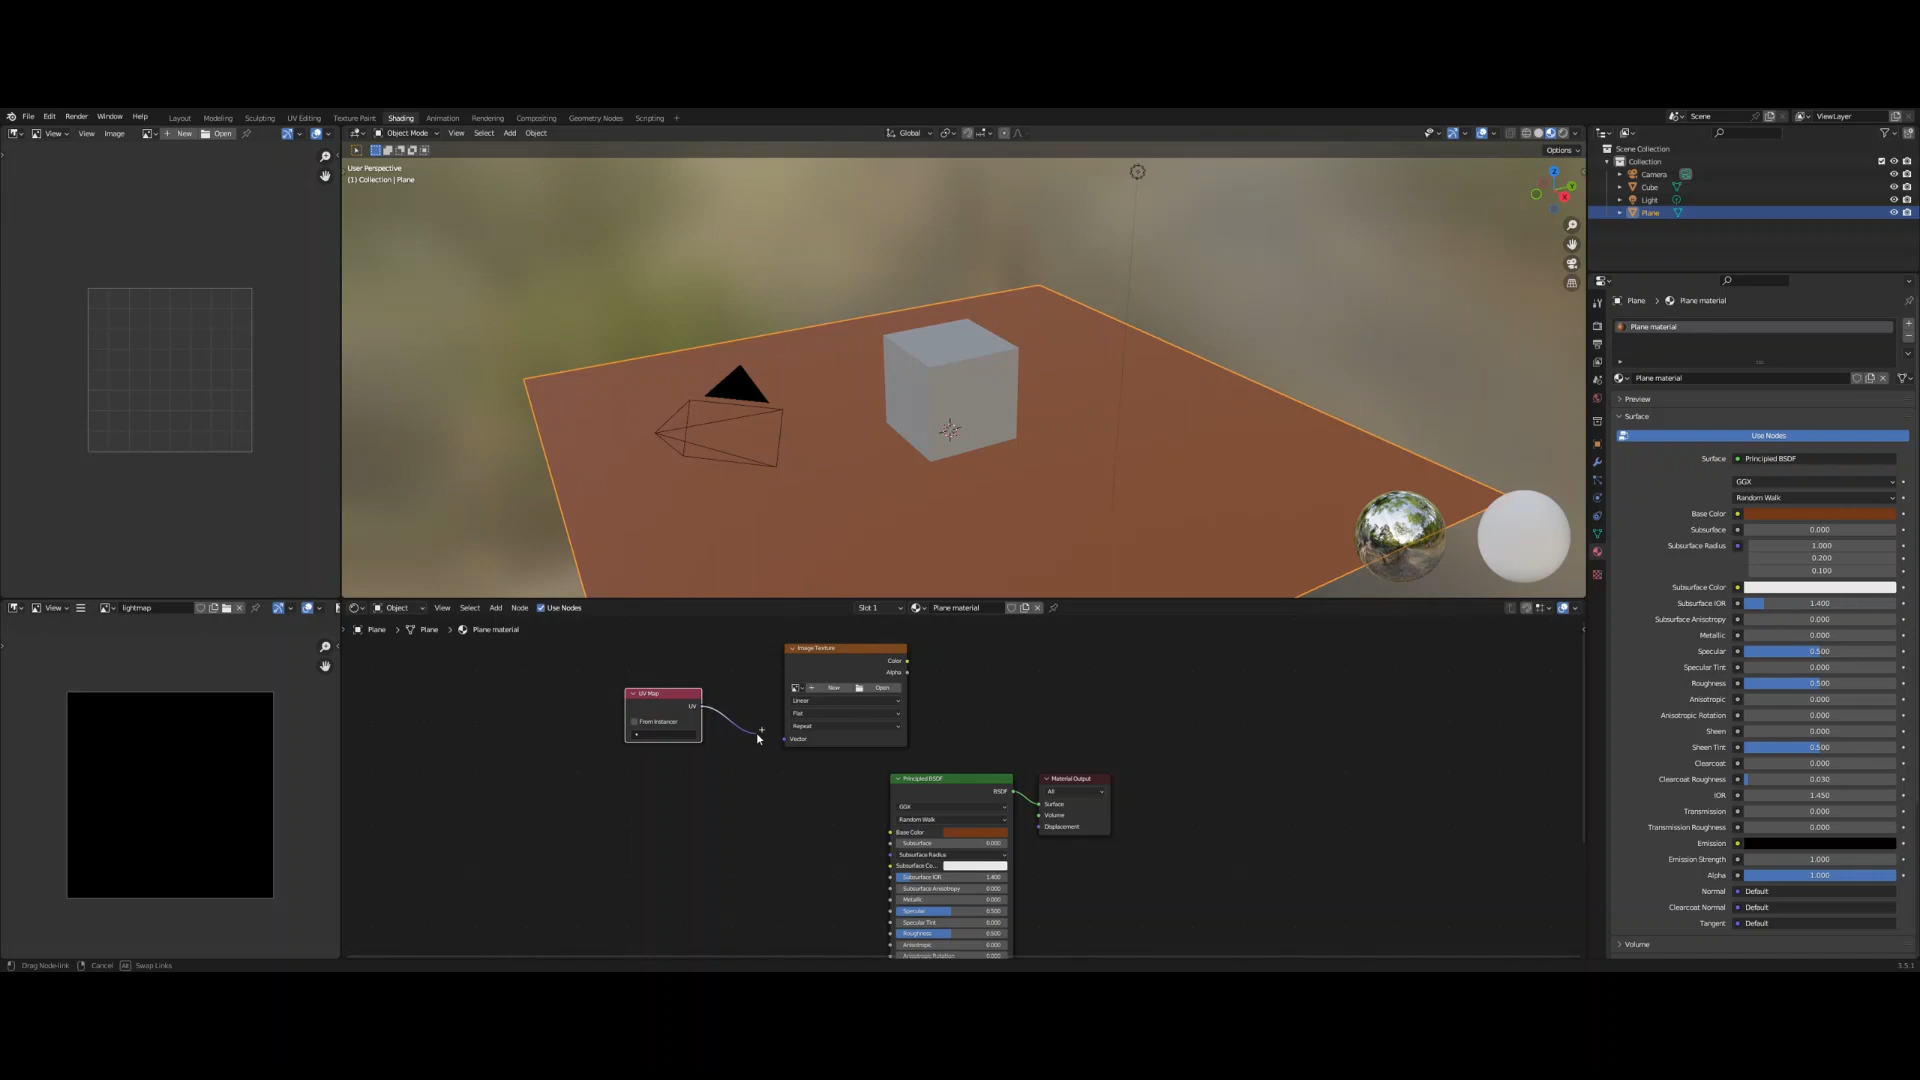 File Edit Render Window Help Layout Modeling Sculpting UV Editing Texture Paint Shading Animation Rendering Compositing Geometry Nodes Scripting + Scene ViewLayer
View View Image + New Open Object Mode View Select Add Object Global
Options
User Perspective
(1) Collection | Plane
Z
Y
X
Scene Collection
Collection
Camera
Cube
Light
Plane
Plane > Plane material
Plane material
Plane material
Preview
Surface
Use Nodes
Surface Principled BSDF
GGX
Random Walk
Base Color
Subsurface 0.000
Subsurface Radius 1.000
0.200
0.100
Subsurface Color
Subsurface IOR 1.400
Subsurface Anisotropy 0.000
Metallic 0.000
Specular 0.500
Specular Tint 0.000
Roughness 0.500
Anisotropic 0.000
Anisotropic Rotation 0.000
Sheen 0.000
Sheen Tint 0.500
Clearcoat 0.000
Clearcoat Roughness 0.030
IOR 1.450
Transmission 0.000
Transmission Roughness 0.000
Emission
Emission Strength 1.000
Alpha 1.000
Normal Default
Clearcoat Normal Default
Tangent Default
Volume
View lightmap Object View Select Add Node Use Nodes Slot 1 Plane material
Plane > Plane > Plane material
Image Texture
Color
Alpha
+ New Open
Linear
Flat
Repeat
Vector
UV Map
UV
From Instancer
Principled BSDF
BSDF
GGX
Random Walk
Base Color
Subsurface 0.000
Subsurface Radius
Subsurface Co...
Subsurface IOR 1.400
Subsurface Anisotropy 0.000
Metallic 0.000
Specular 0.500
Specular Tint 0.000
Roughness 0.500
Anisotropic 0.000
Anisotropic Rotation 0.000
Material Output
All
Surface
Volume
Displacement
Drag Node-link Cancel Alt Swap Links 3.5.1